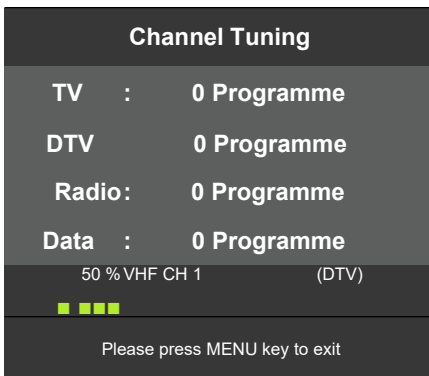 Channel Tuning
TV : 0 Programme
DTV 0 Programme
Radio: 0 Programme
Data : 0 Programme
50 % VHF CH 1 (DTV)
Please press MENU key to exit